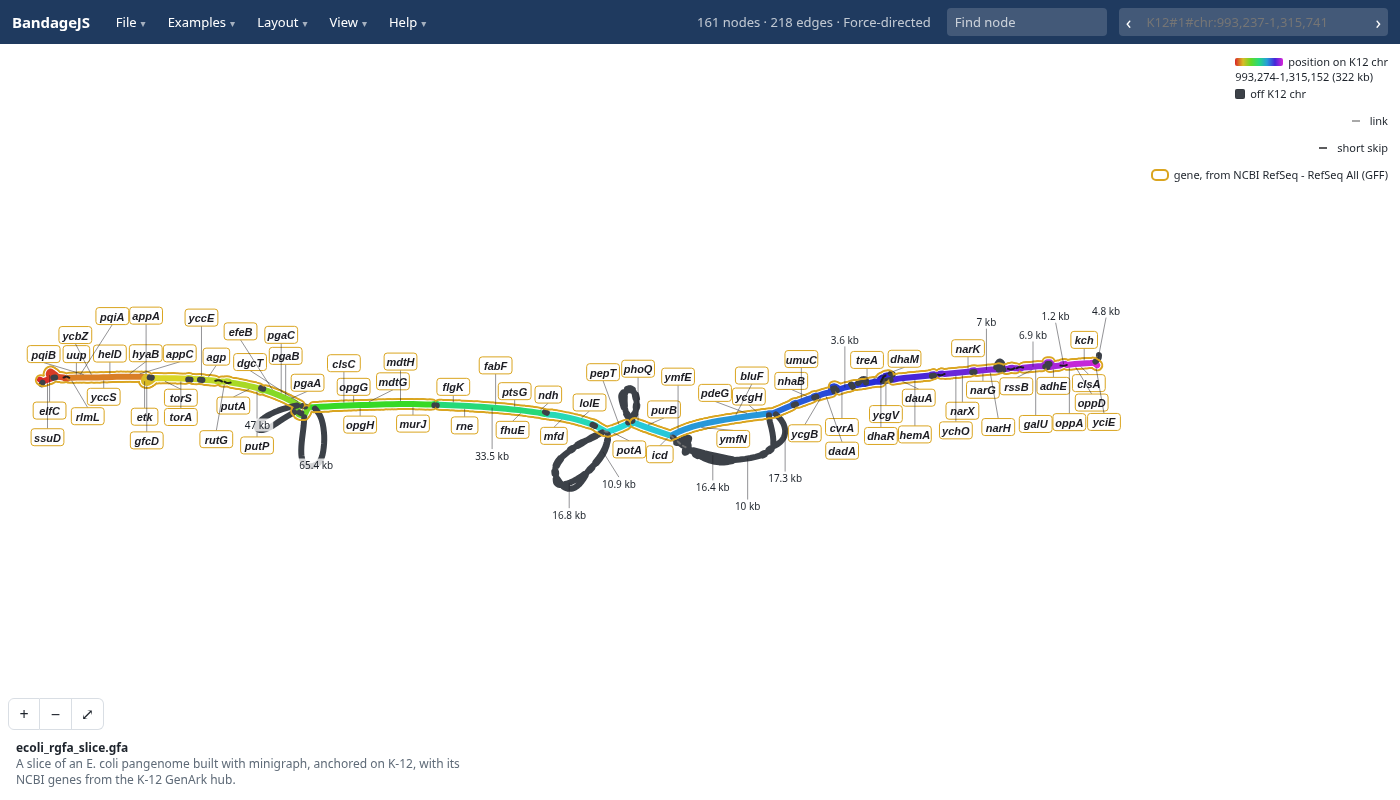 BandageJS File ▾ Examples ▾ Layout ▾ View ▾ Help ▾ 161 nodes · 218 edges · Force-directed Find node ‹ K12#1#chr:993,237-1,315,741 ›
position on K12 chr
993,274-1,315,152 (322 kb)
off K12 chr
link
short skip
gene, from NCBI RefSeq - RefSeq All (GFF)
pqiA appA yccE 1.2 kb 4.8 kb
ycbZ efeB pgaC 7 kb 6.9 kb kch
pqiB uup helD hyaB appC agp dgcT pgaB clsC mdtH fabF pepT phoQ ymfE bluF umuC 3.6 kb treA dhaM narK
pgaA opgG mdtG flgK ptsG ndh pdeG ycgH nhaB dauA narG rssB adhE clsA
elfC yccS rlmL etk torS torA putA opgH murJ rne fhuE lolE purB ycgV narX oppD
ssuD gfcD rutG putP 47 kb mfd potA icd ymfN ycgB cvrA dhaR hemA ychO narH galU oppA yciE
65.4 kb 33.5 kb dadA
10.9 kb 16.4 kb 17.3 kb
16.8 kb 10 kb
+ − ⤢
ecoli_rgfa_slice.gfa
A slice of an E. coli pangenome built with minigraph, anchored on K-12, with its
NCBI genes from the K-12 GenArk hub.